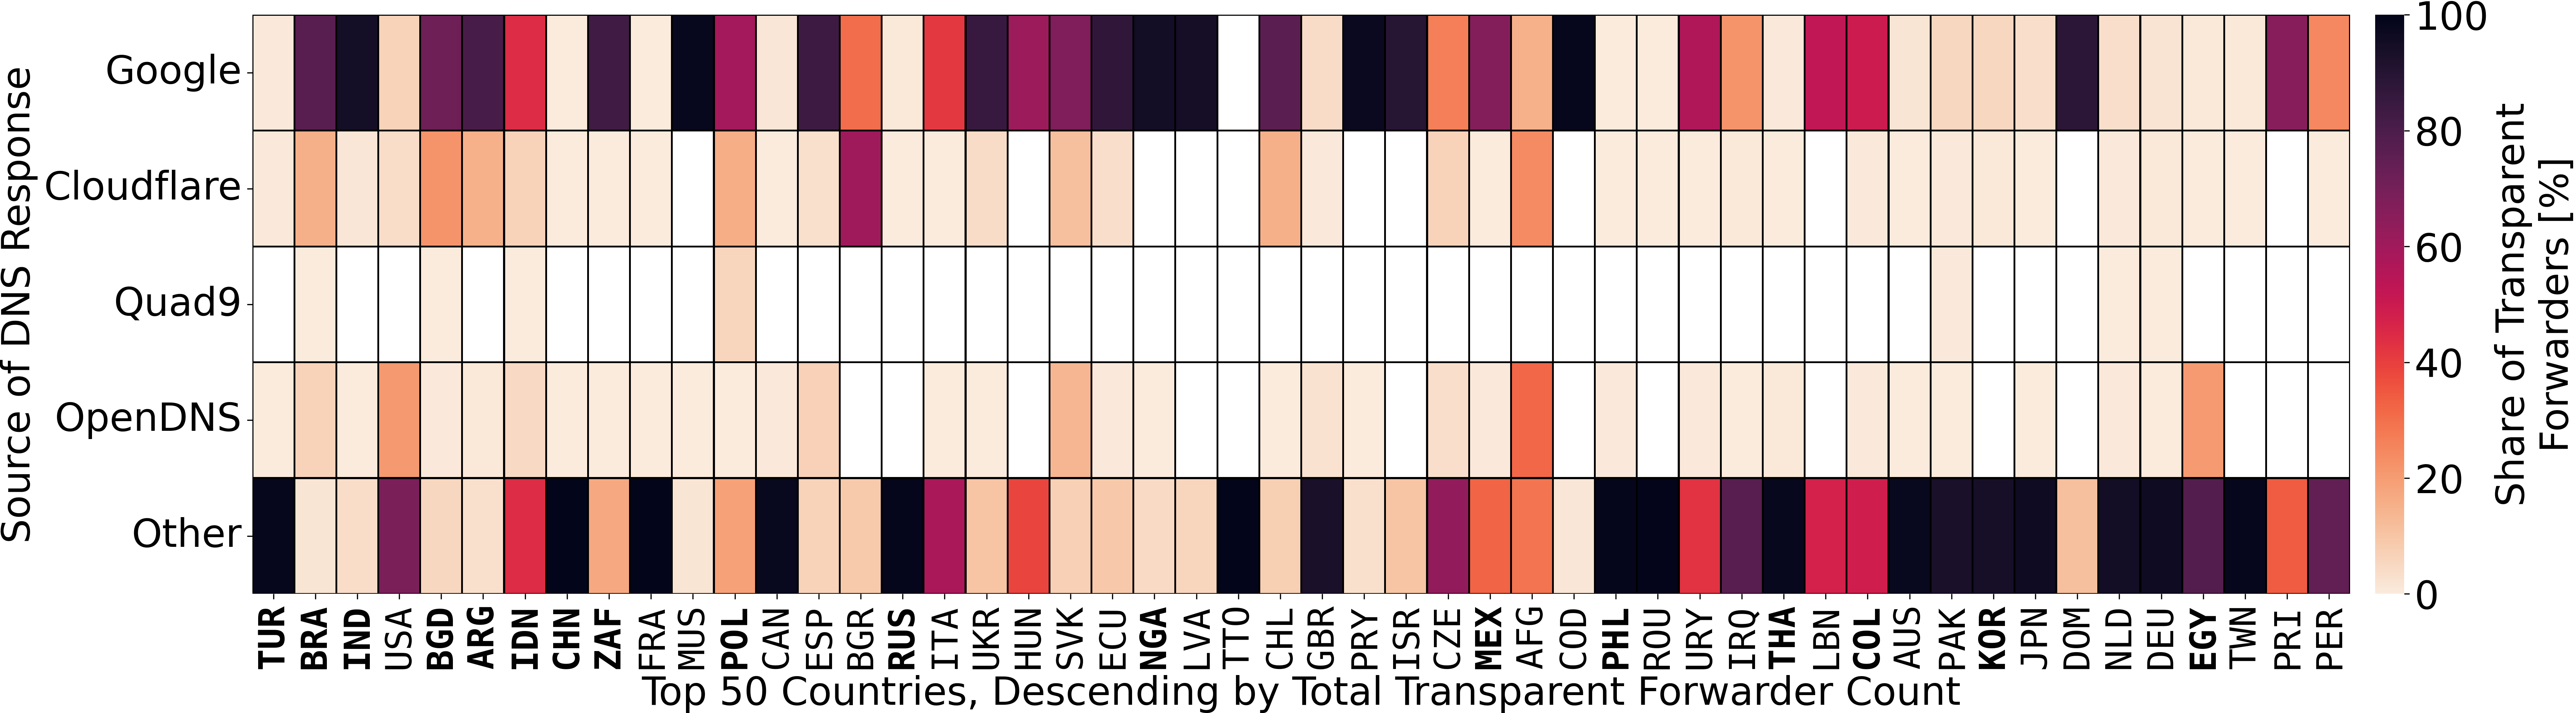 Source of DNS Response
Google
Cloudflare
Quad9
OpenDNS
Other
TUR BRA IND USA BGD ARG IDN CHN ZAF FRA MUS POL CAN ESP BGR RUS ITA UKR HUN SVK ECU NGA LVA TTO CHL GBR PRY ISR CZE MEX AFG COD PHL ROU URY IRQ THA LBN COL AUS PAK KOR JPN DOM NLD DEU EGY TWN PRI PER
Top 50 Countries, Descending by Total Transparent Forwarder Count
100
80
60
40
20
0
Share of Transparent
Forwarders [%]